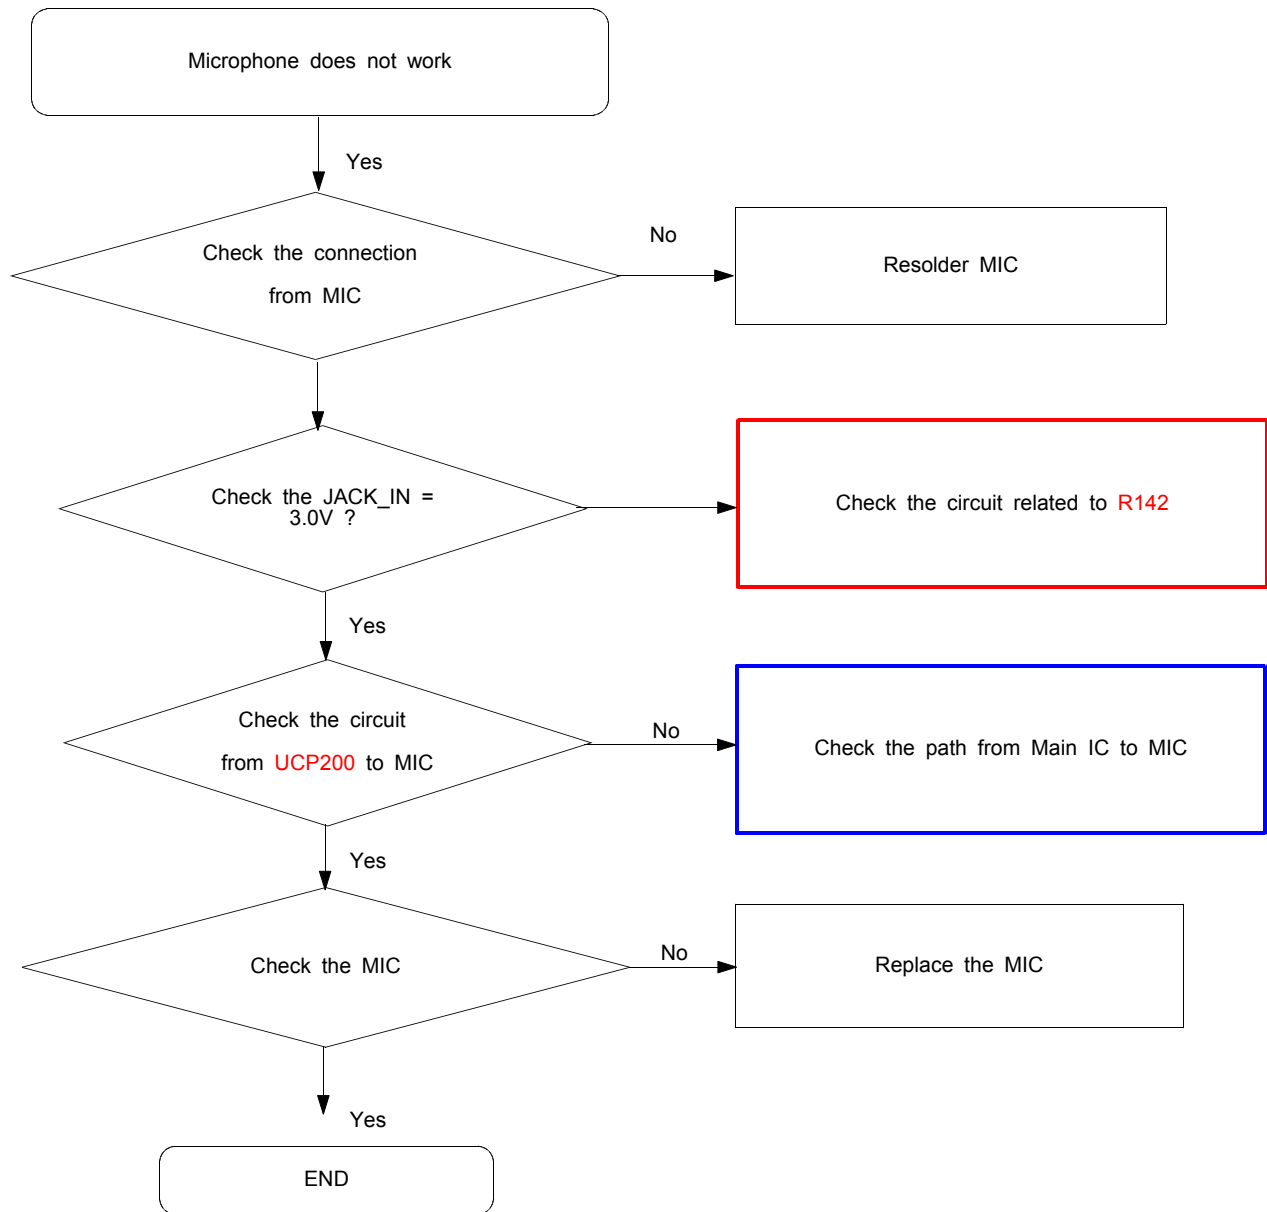 Microphone does not work
Yes
Check the connection
from MIC
No
Resolder MIC
Check the JACK_IN =
3.0V ?
Check the circuit related to R142
Yes
Check the circuit
from UCP200 to MIC
No
Check the path from Main IC to MIC
Yes
Check the MIC
No
Replace the MIC
Yes
END